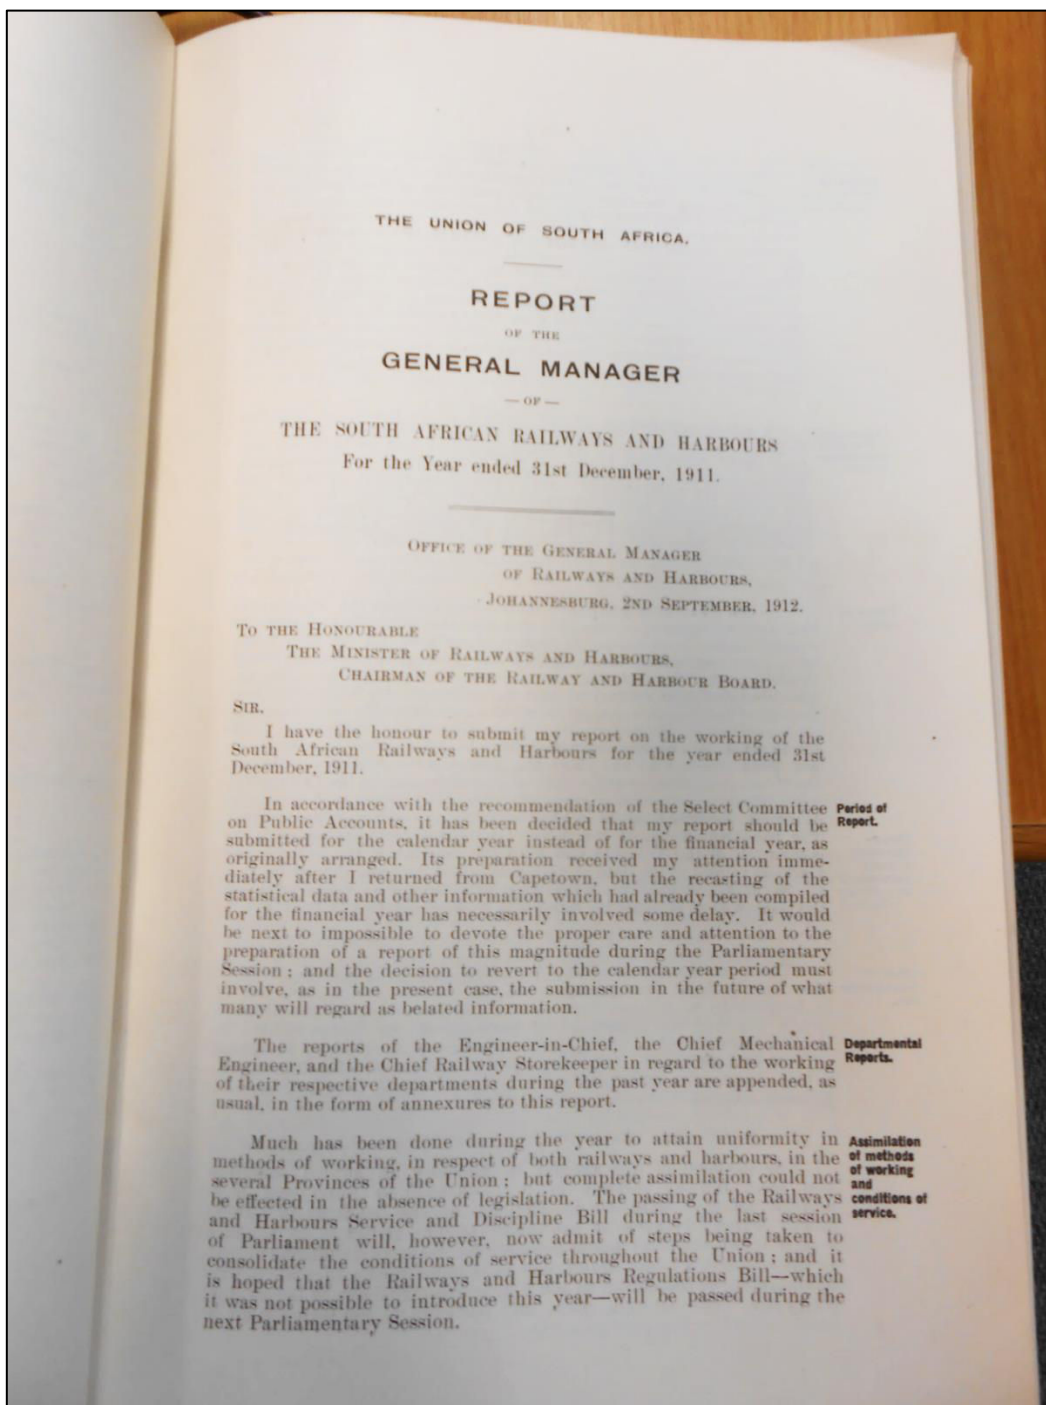 THE UNION OF SOUTH AFRICA.
REPORT
OF THE
GENERAL MANAGER
— OF —
THE SOUTH AFRICAN RAILWAYS AND HARBOURS
For the Year ended 31st December, 1911.
OFFICE OF THE GENERAL MANAGER
OF RAILWAYS AND HARBOURS,
JOHANNESBURG, 2ND SEPTEMBER, 1912.
TO THE HONOURABLE
THE MINISTER OF RAILWAYS AND HARBOURS,
CHAIRMAN OF THE RAILWAY AND HARBOUR BOARD.
SIR,
I have the honour to submit my report on the working of the
South African Railways and Harbours for the year ended 31st
December, 1911.
In accordance with the recommendation of the Select Committee
on Public Accounts, it has been decided that my report should be
submitted for the calendar year instead of for the financial year, as
originally arranged. Its preparation received my attention imme-
diately after I returned from Capetown, but the recasting of the
statistical data and other information which had already been compiled
for the financial year has necessarily involved some delay. It would
be next to impossible to devote the proper care and attention to the
preparation of a report of this magnitude during the Parliamentary
Session ; and the decision to revert to the calendar year period must
involve, as in the present case, the submission in the future of what
many will regard as belated information.
Period of
Report.
The reports of the Engineer-in-Chief, the Chief Mechanical
Engineer, and the Chief Railway Storekeeper in regard to the working
of their respective departments during the past year are appended, as
usual, in the form of annexures to this report.
Departmental
Reports.
Much has been done during the year to attain uniformity in
methods of working, in respect of both railways and harbours, in the
several Provinces of the Union ; but complete assimilation could not
be effected in the absence of legislation. The passing of the Railways
and Harbours Service and Discipline Bill during the last session
of Parliament will, however, now admit of steps being taken to
consolidate the conditions of service throughout the Union ; and it
is hoped that the Railways and Harbours Regulations Bill—which
it was not possible to introduce this year—will be passed during the
next Parliamentary Session.
Assimilation
of methods
of working
and
conditions of
service.